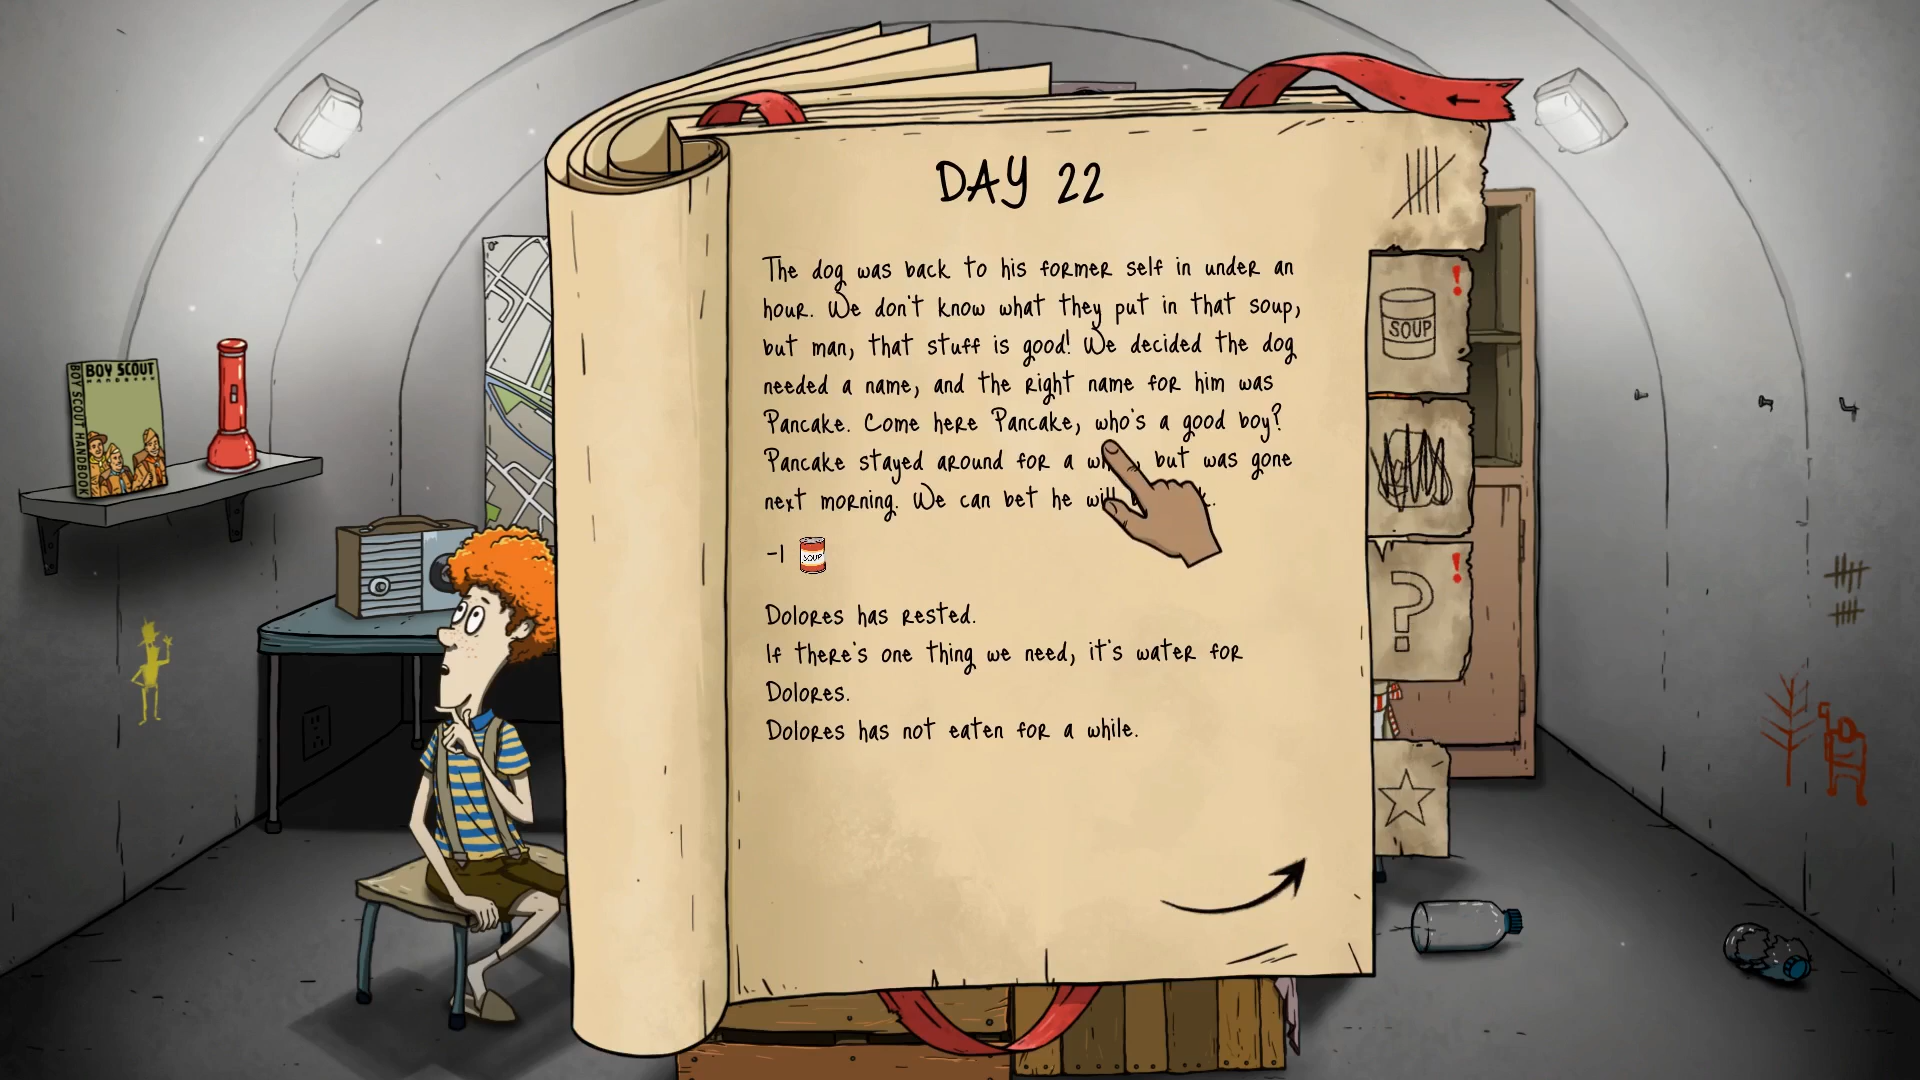 DAY 22
The dog was back to his former self in under an
hour. We don't know what they put in that soup,
but man, that stuff is good! We decided the dog
needed a name, and the right name for him was
Pancake. Come here Pancake, who's a good boy?
Pancake stayed around for a but was gone
next morning. We can bet he will
-1 SOUP
Dolores has rested.
If there's one thing we need, it's water for
Dolores.
Dolores has not eaten for a while.
!
SOUP
!
?
BOY SCOUT
HANDBOOK
BOY SCOUT HANDBOOK